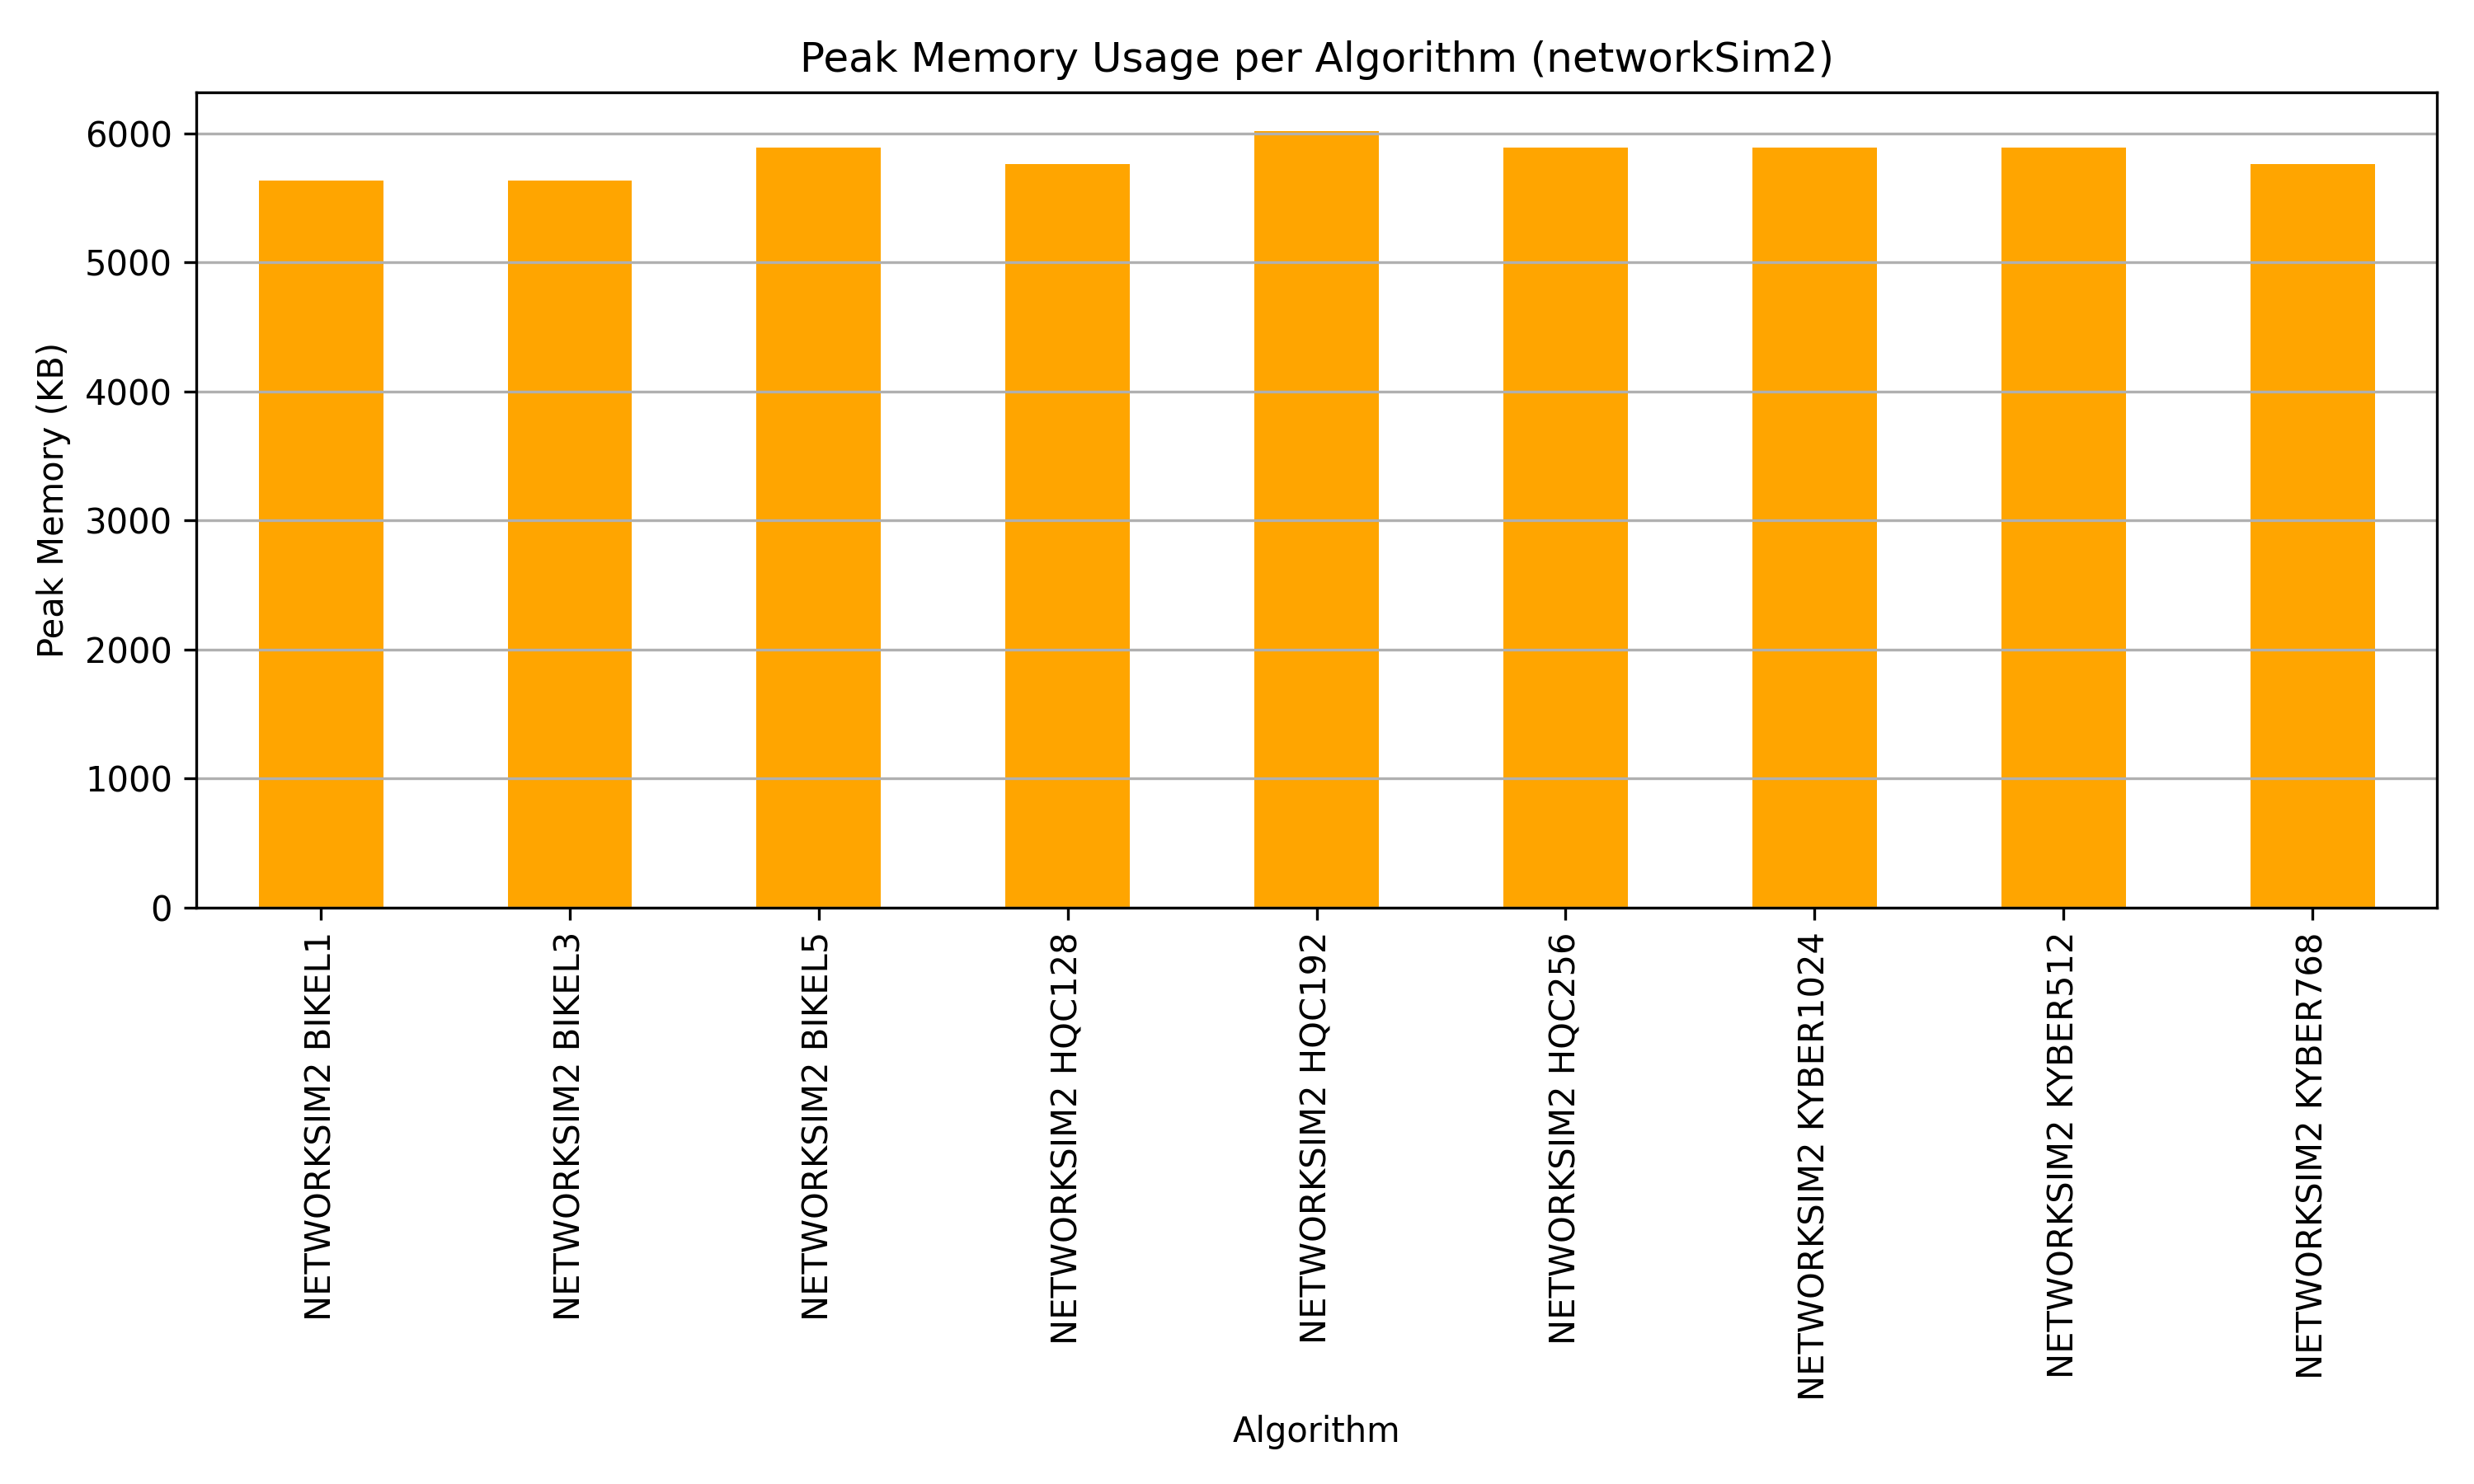 Peak Memory Usage per Algorithm (networkSim2)
Peak Memory (KB)
6000
5000
4000
3000
2000
1000
0
NETWORKSIM2 BIKEL1
NETWORKSIM2 BIKEL3
NETWORKSIM2 BIKEL5
NETWORKSIM2 HQC128
NETWORKSIM2 HQC192
NETWORKSIM2 HQC256
NETWORKSIM2 KYBER1024
NETWORKSIM2 KYBER512
NETWORKSIM2 KYBER768
Algorithm